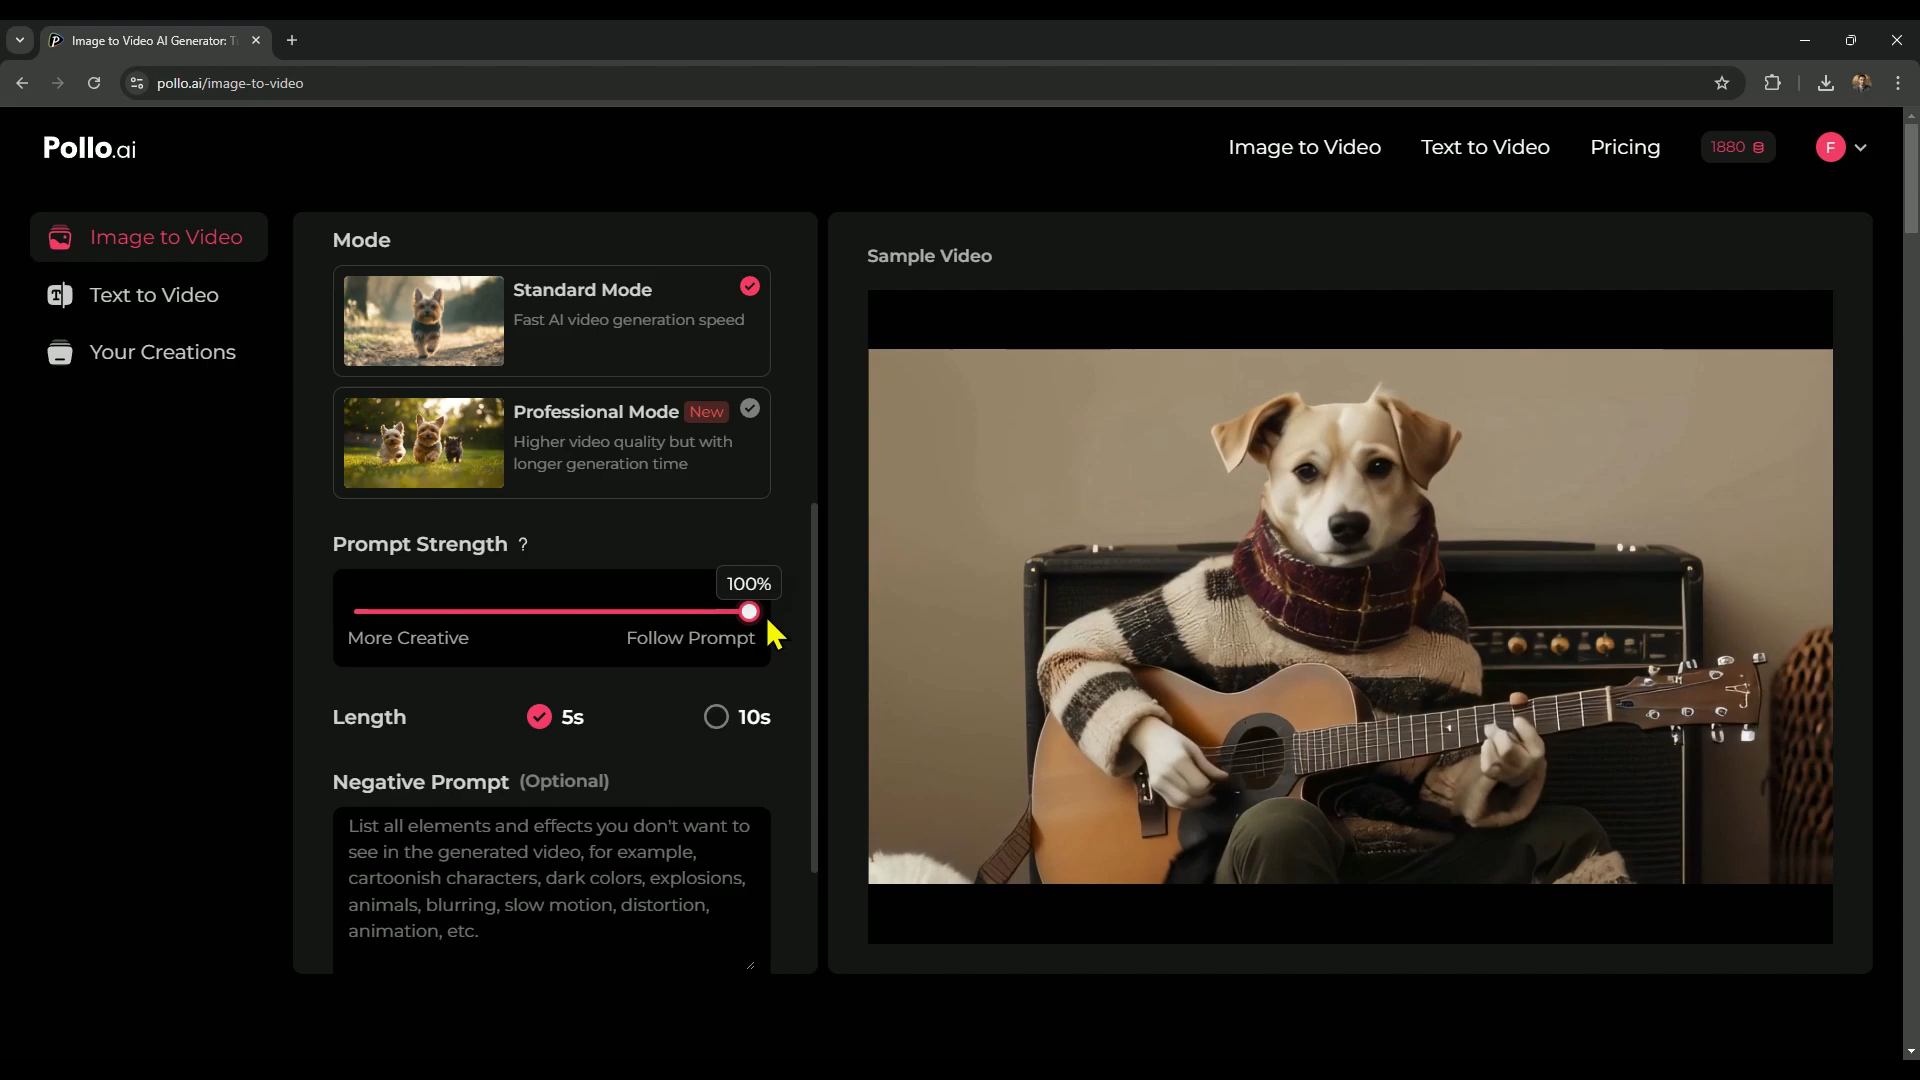 Image to Video AI Generator: T
pollo.ai/image-to-video
Pollo.ai
Image to Video
Text to Video
Pricing
1880
F
Image to Video
Text to Video
Your Creations
Mode
Standard Mode
Fast AI video generation speed
Professional Mode New
Higher video quality but with
longer generation time
Prompt Strength ?
100%
More Creative
Follow Prompt
Length
5s
10s
Negative Prompt (Optional)
List all elements and effects you don't want to
see in the generated video, for example,
cartoonish characters, dark colors, explosions,
animals, blurring, slow motion, distortion,
animation, etc.
Sample Video